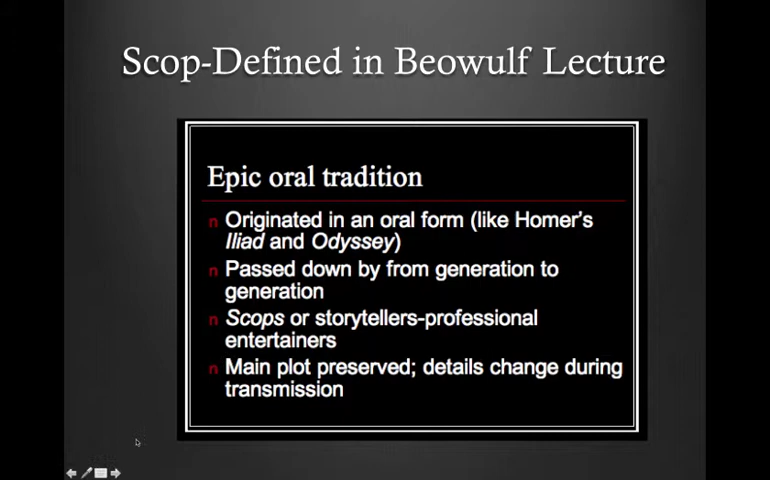 Scop-Defined in Beowulf Lecture
Epic oral tradition
n Originated in an oral form (like Homer's
Iliad and Odyssey)
n Passed down by from generation to
generation
n Scops or storytellers-professional
entertainers
n Main plot preserved; details change during
transmission